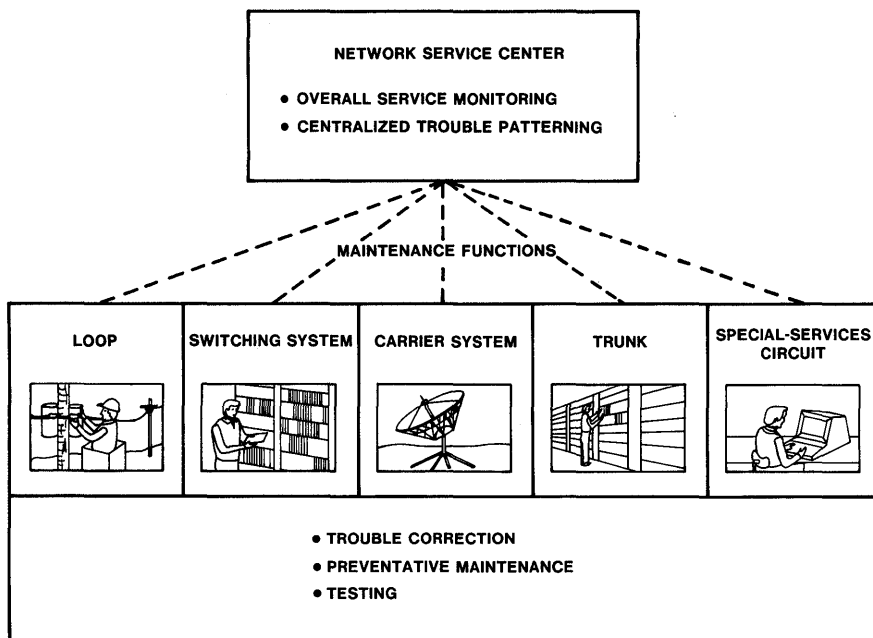 NETWORK SERVICE CENTER
• OVERALL SERVICE MONITORING
• CENTRALIZED TROUBLE PATTERNING
MAINTENANCE FUNCTIONS
LOOP
SWITCHING SYSTEM
CARRIER SYSTEM
TRUNK
SPECIAL-SERVICES
CIRCUIT
• TROUBLE CORRECTION
• PREVENTATIVE MAINTENANCE
• TESTING